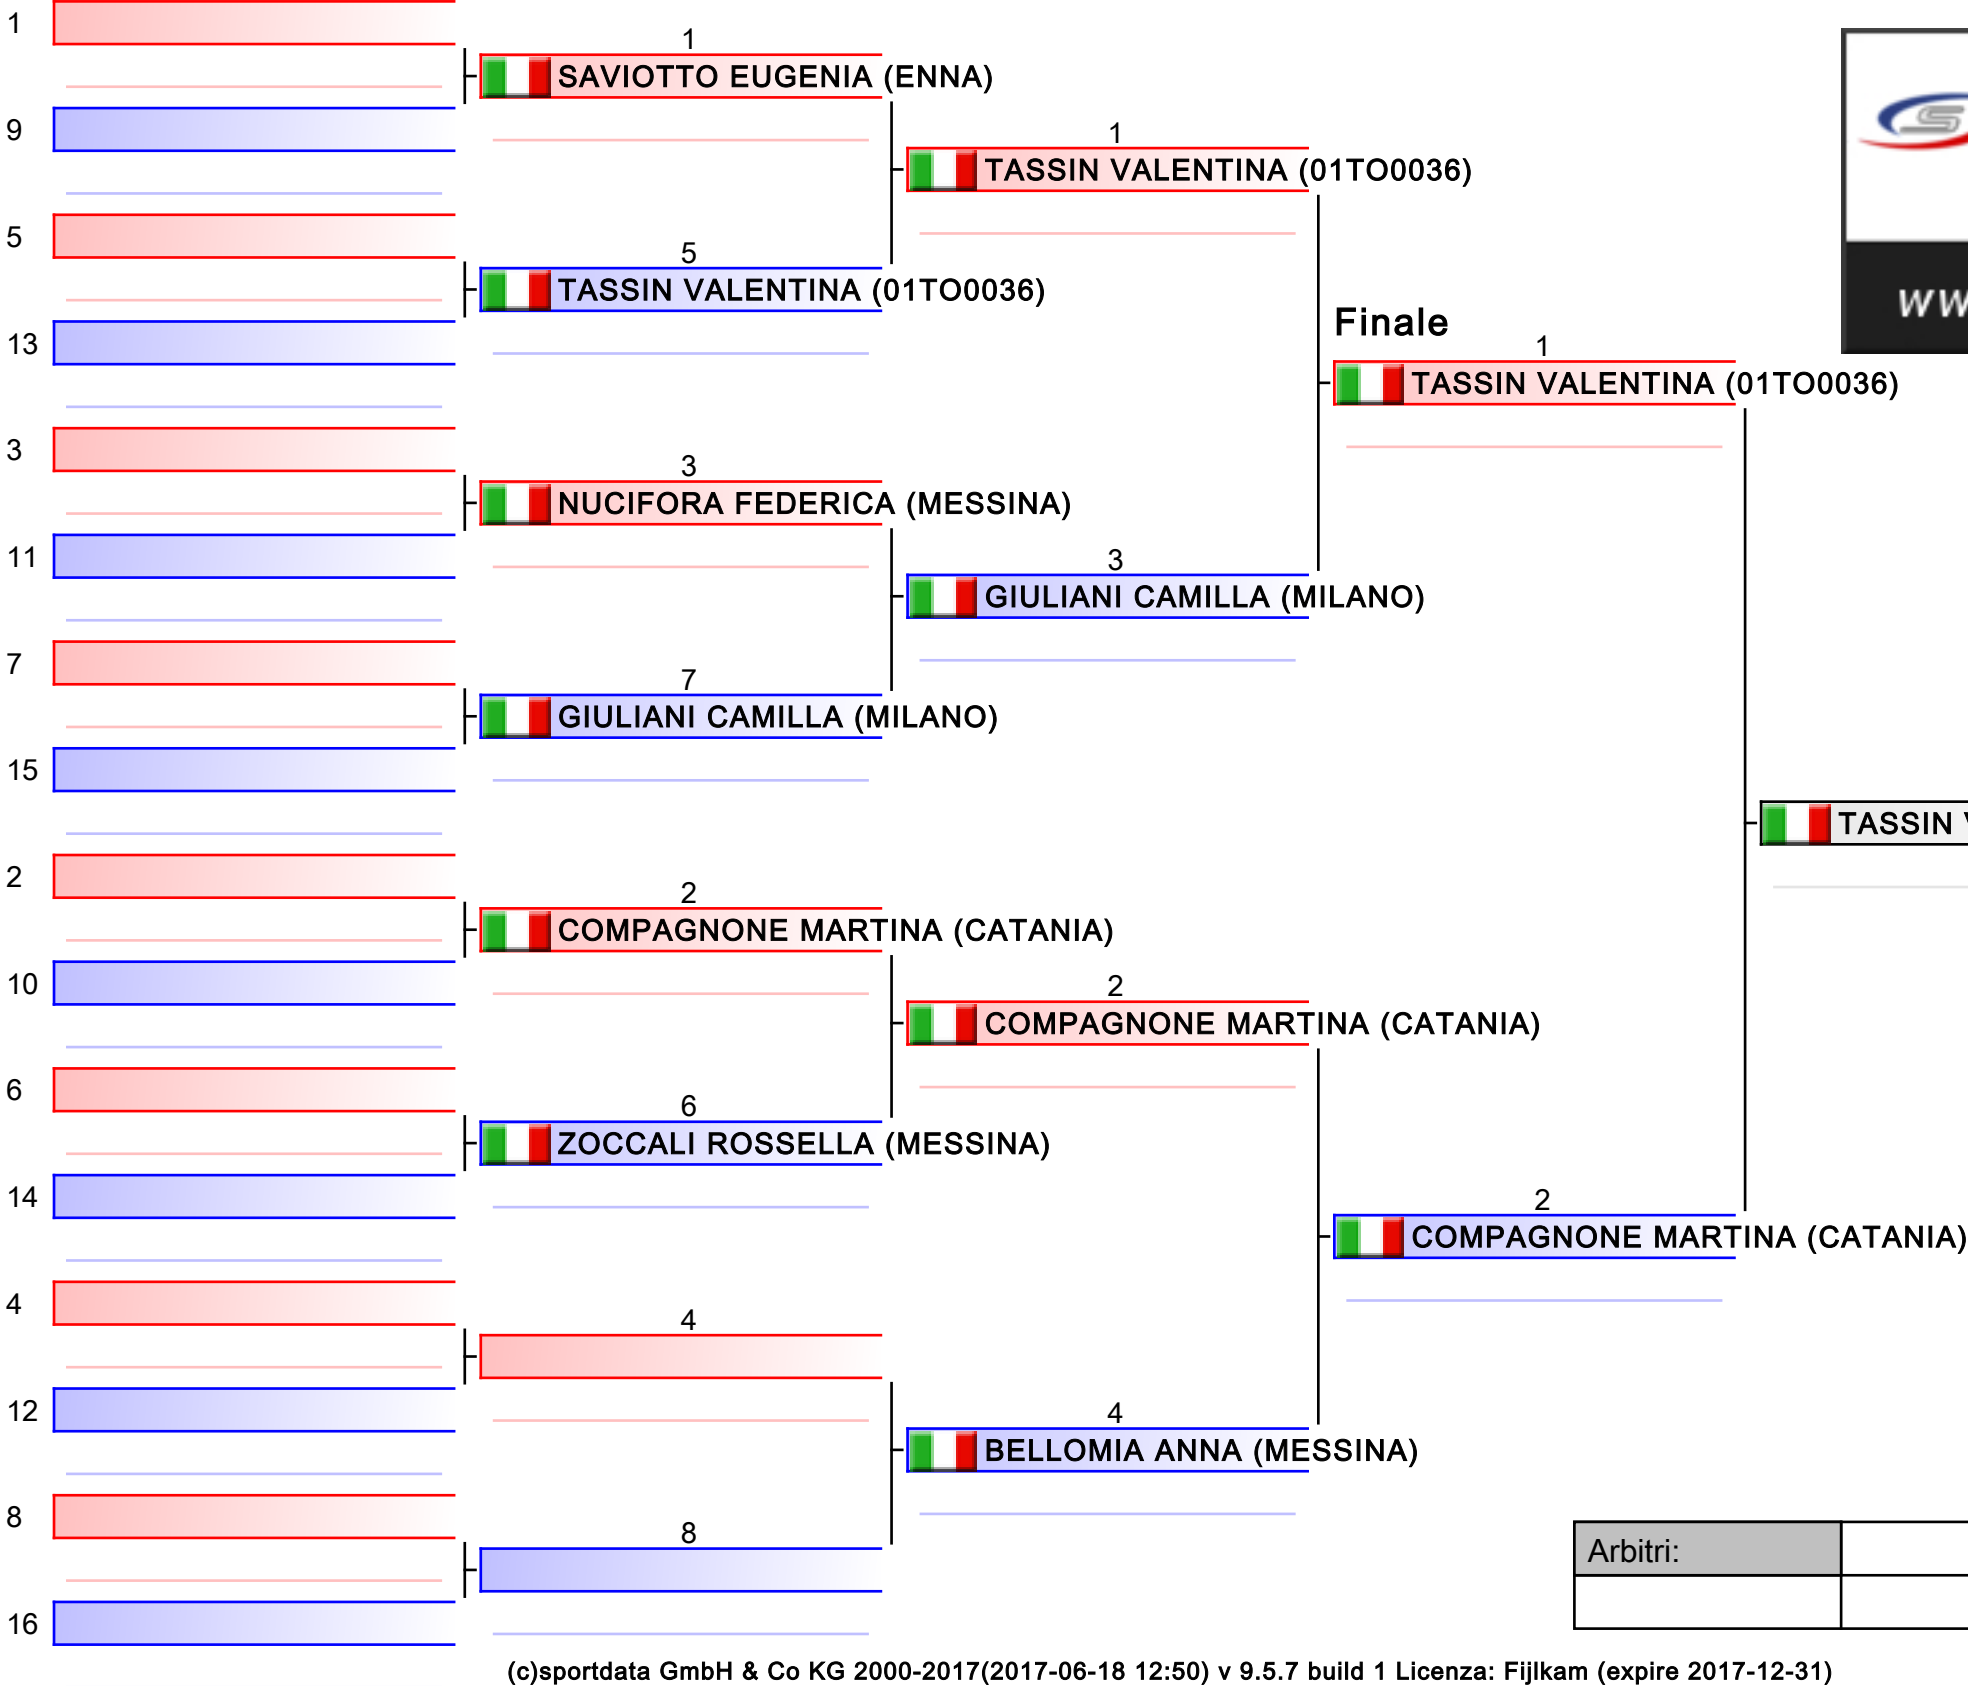 1
9
5
13
3
11
7
15
2
10
6
14
4
12
8
16
1
SAVIOTTO EUGENIA (ENNA)
5
TASSIN VALENTINA (01TO0036)
3
NUCIFORA FEDERICA (MESSINA)
7
GIULIANI CAMILLA (MILANO)
2
COMPAGNONE MARTINA (CATANIA)
6
ZOCCALI ROSSELLA (MESSINA)
4
8
1
TASSIN VALENTINA (01TO0036)
3
GIULIANI CAMILLA (MILANO)
2
COMPAGNONE MARTINA (CATANIA)
4
BELLOMIA ANNA (MESSINA)
Finale
1
TASSIN VALENTINA (01TO0036)
2
COMPAGNONE MARTINA (CATANIA)
TASSIN
Arbitri:
(c)sportdata GmbH & Co KG 2000-2017(2017-06-18 12:50) v 9.5.7 build 1 Licenza: Fijlkam (expire 2017-12-31)